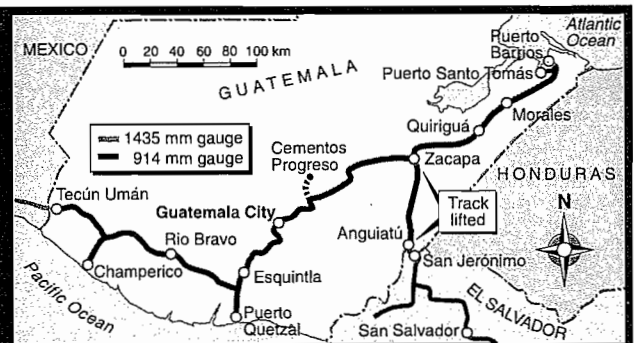 Atlantic
Ocean
MEXICO
Puerto
Barrios
0 20 40 60 80 100 km
GUATEMALA
Puerto Santo Tomás
Morales
Quiriguá
1435 mm gauge
914 mm gauge
Cementos
Progreso
Zacapa
HONDURAS
Tecún Umán
Track
lifted
N
Guatemala City
Rio Bravo
Anguiatú
San Jerónimo
Champerico
Esquintla
Pacific Ocean
EL SALVADOR
Puerto
Quetzal
San Salvador